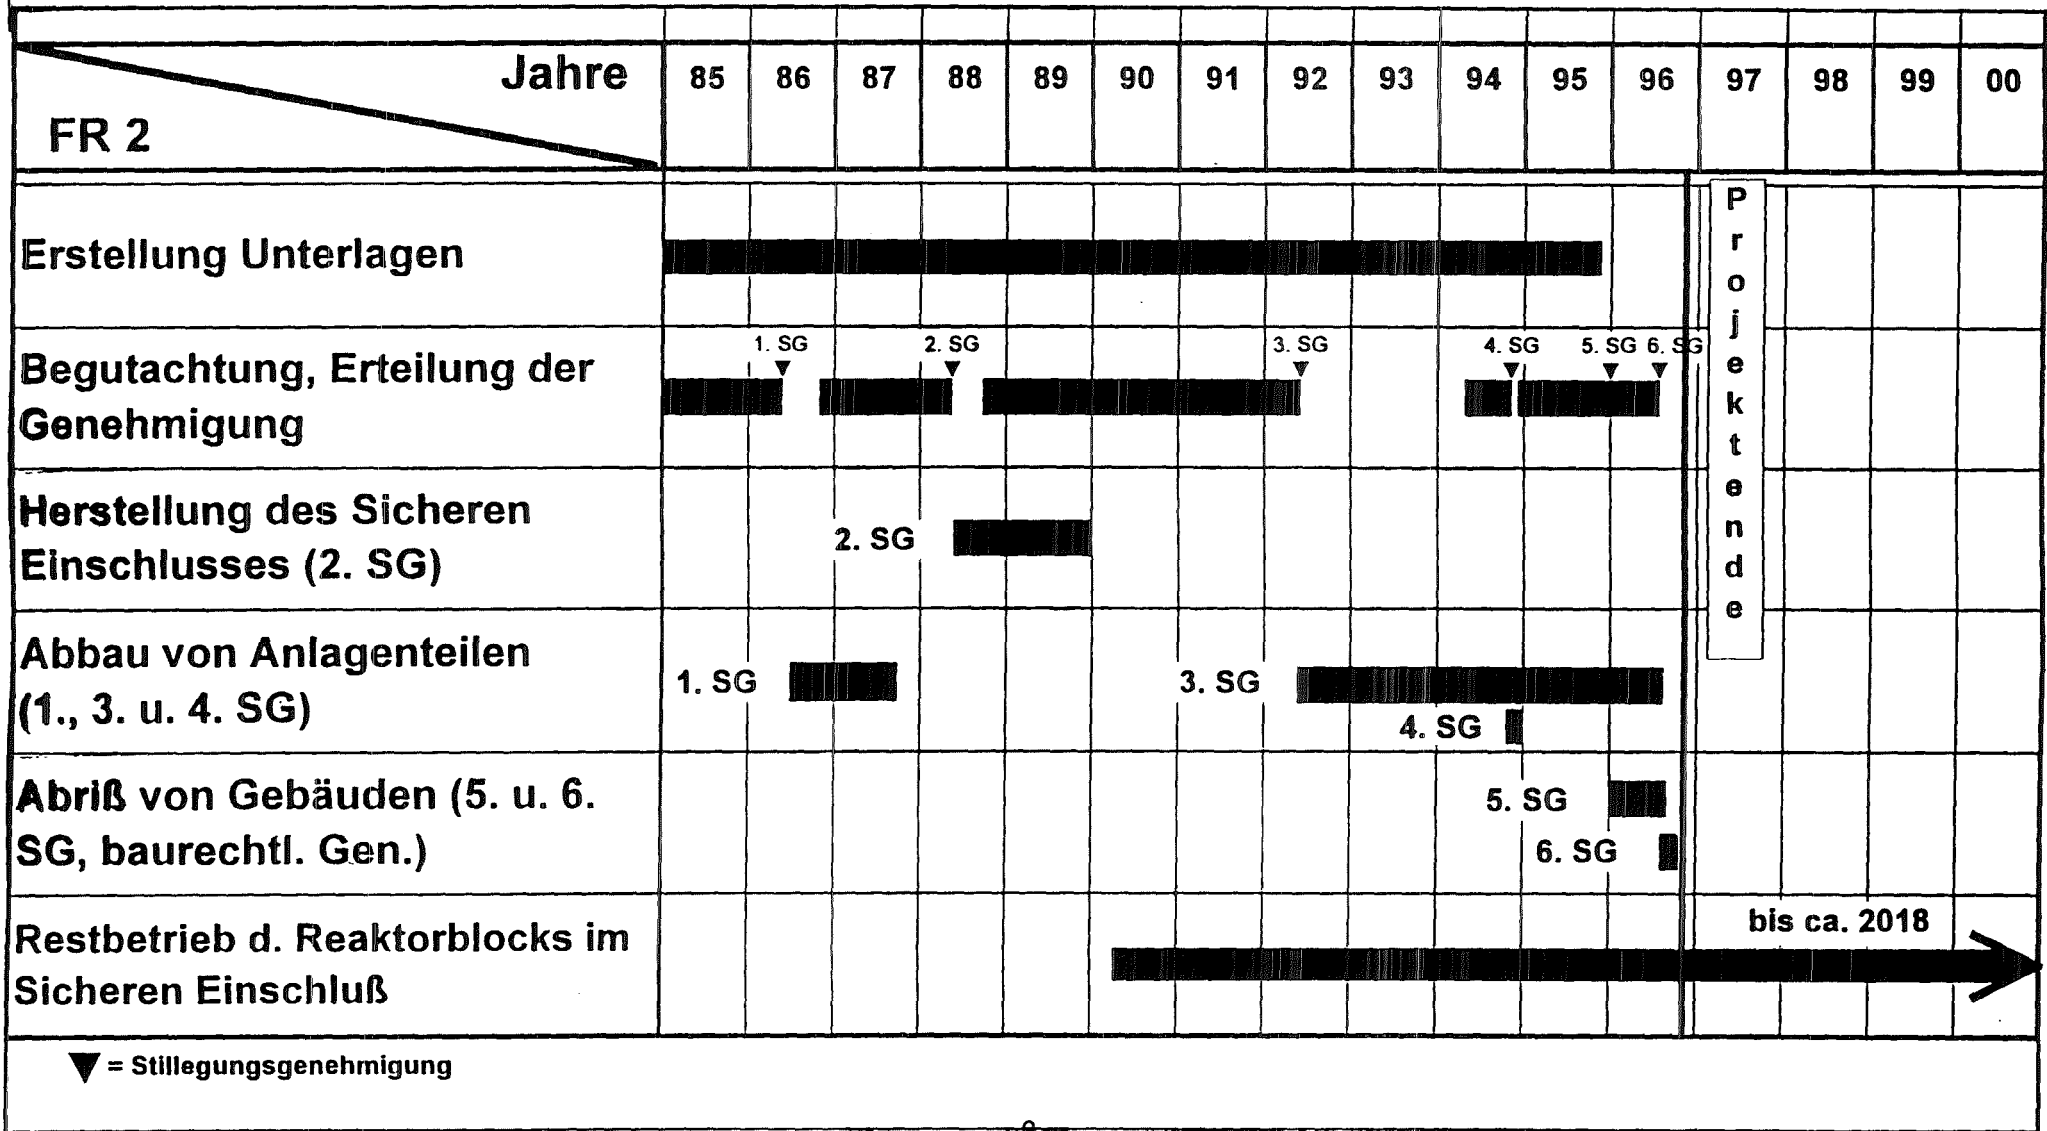 Jahre 85 86 87 88 89 90 91 92 93 94 95 96 97 98 99 00
FR 2
Projektende
Erstellung Unterlagen
1. SG 2. SG 3. SG 4. SG 5. SG 6. SG
Begutachtung, Erteilung der
Genehmigung
Herstellung des Sicheren
Einschlusses (2. SG)
2. SG
Abbau von Anlagenteilen
(1., 3. u. 4. SG)
1. SG 3. SG
4. SG
Abriß von Gebäuden (5. u. 6.
SG, baurechtl. Gen.)
5. SG
6. SG
bis ca. 2018
Restbetrieb d. Reaktorblocks im
Sicheren Einschluß
▼ = Stillegungsgenehmigung